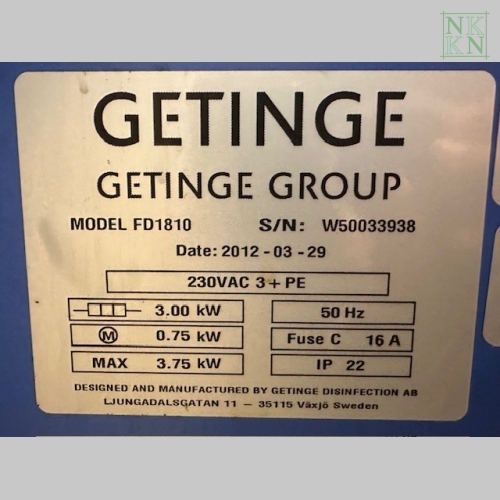 NK
KN
GETINGE
GETINGE GROUP
MODEL FD1810 S/N: W50033938
Date: 2012-03-29
230VAC 3+PE
3.00 kW 50 Hz
M 0.75 kW Fuse C 16 A
MAX 3.75 kW IP 22
DESIGNED AND MANUFACTURED BY GETINGE DISINFECTION AB
LJUNGADALSGATAN 11 – 35115 Växjö Sweden